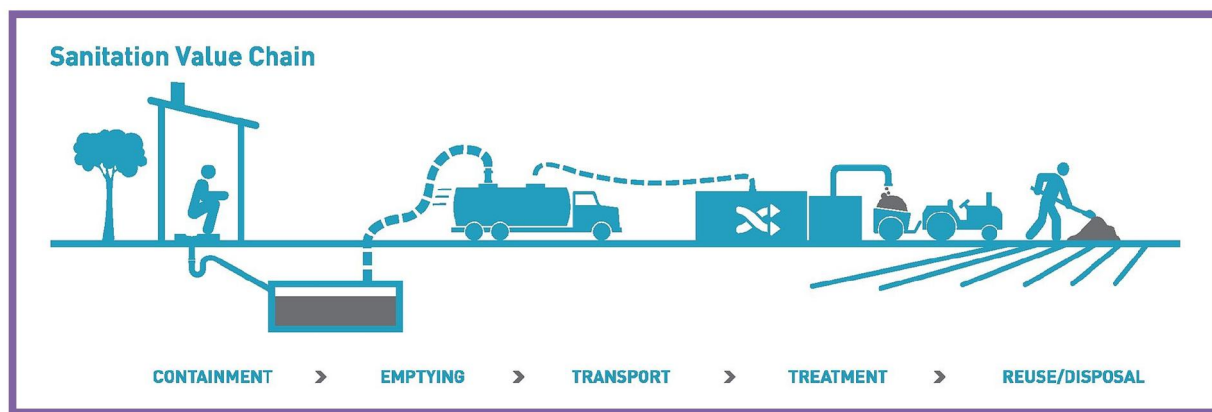 Sanitation Value Chain
CONTAINMENT > EMPTYING > TRANSPORT > TREATMENT > REUSE/DISPOSAL